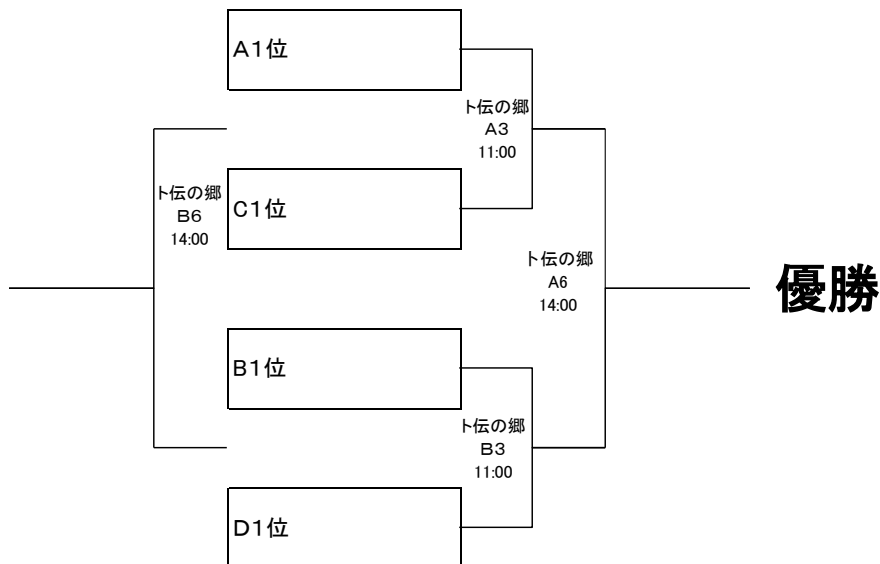 A1位
ト伝の郷
A3
11:00
ト伝の郷
B6
14:00
C1位
ト伝の郷
A6
14:00
優勝
B1位
ト伝の郷
B3
11:00
D1位